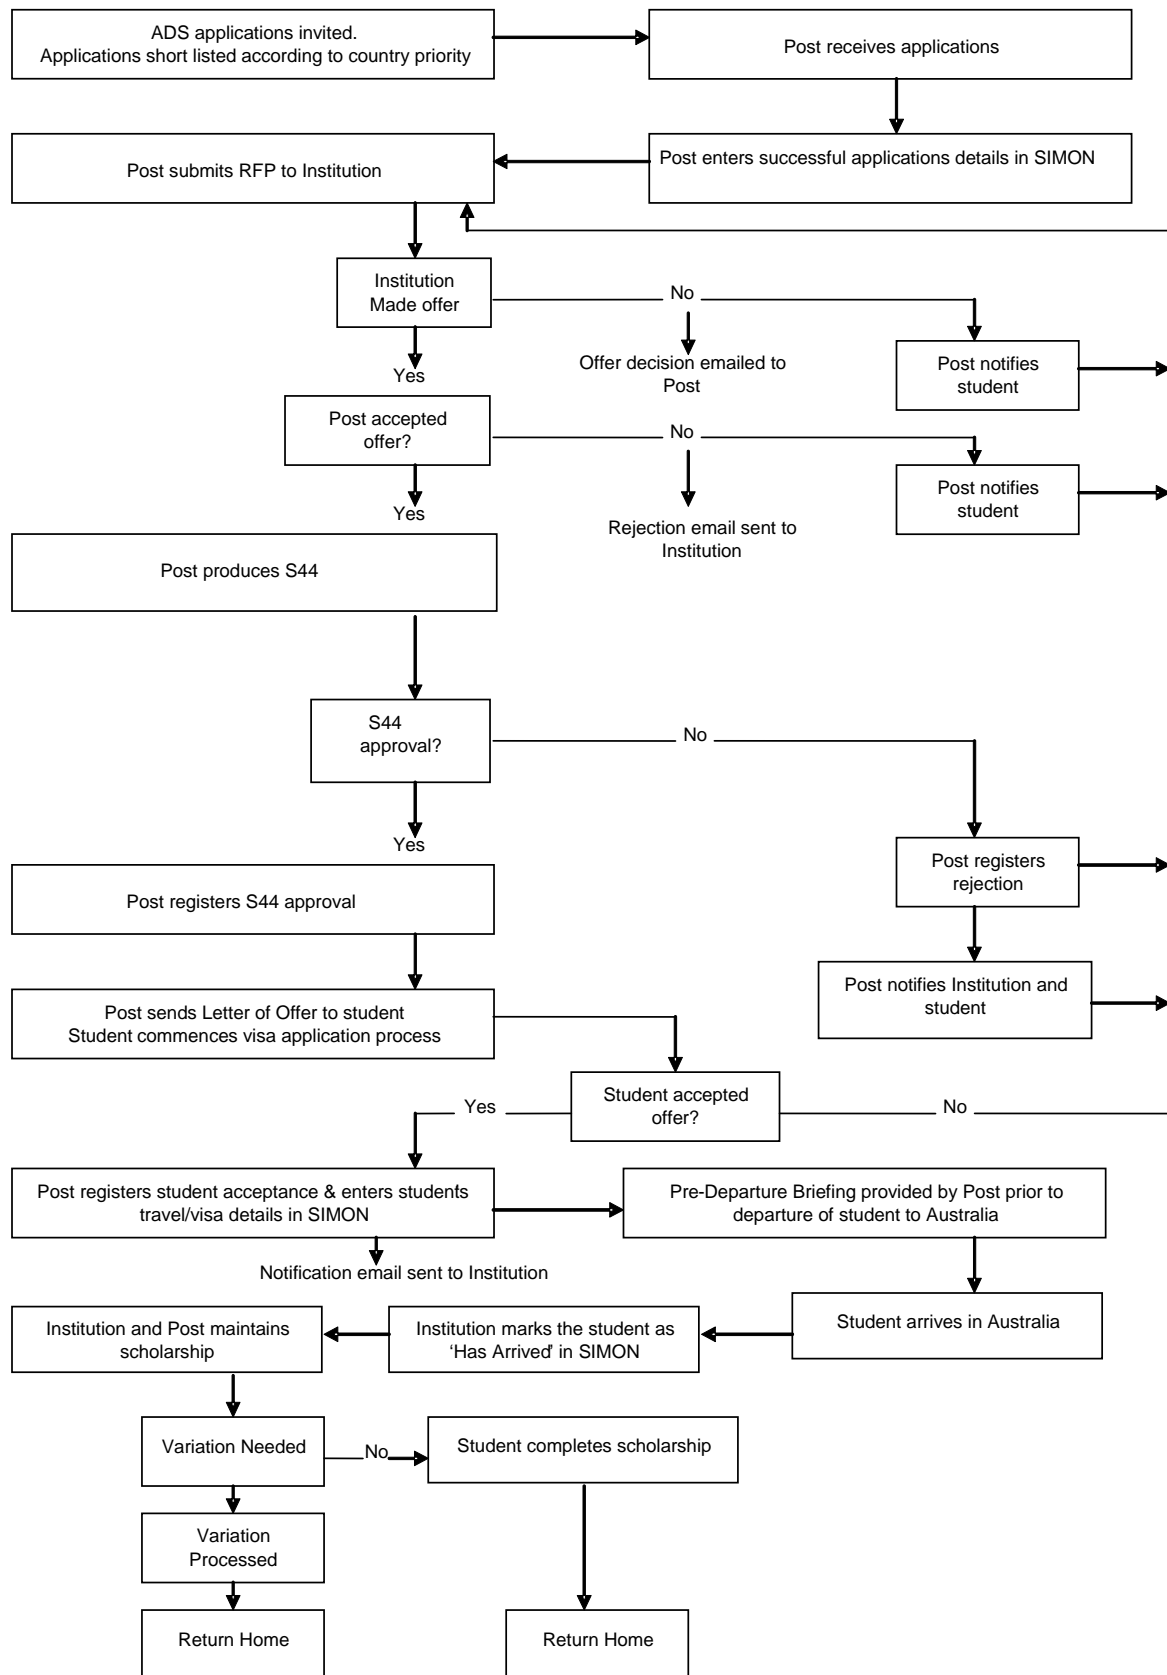 ADS applications invited.
Applications short listed according to country priority
Post receives applications
Post submits RFP to Institution
Post enters successful applications details in SIMON
Institution
Made offer
No
Offer decision emailed to
Post
Post notifies
student
Yes
Post accepted
offer?
No
Rejection email sent to
Institution
Post notifies
student
Yes
Post produces S44
S44
approval?
No
Yes
Post registers
rejection
Post registers S44 approval
Post notifies Institution and
student
Post sends Letter of Offer to student
Student commences visa application process
Student accepted
offer?
Yes
No
Post registers student acceptance & enters students
travel/visa details in SIMON
Pre-Departure Briefing provided by Post prior to
departure of student to Australia
Notification email sent to Institution
Institution and Post maintains
scholarship
Institution marks the student as
‘Has Arrived’ in SIMON
Student arrives in Australia
Variation Needed
No
Student completes scholarship
Variation
Processed
Return Home
Return Home